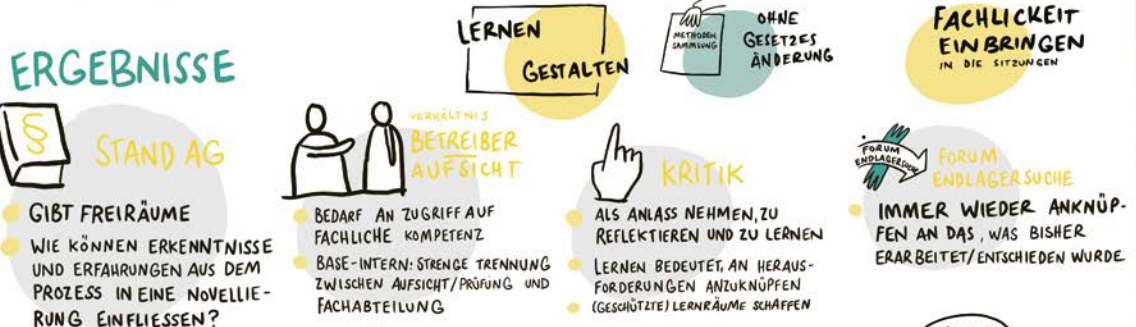 ERGEBNISSE
LERNEN
GESTALTEN
METHODEN
SAMMLUNG
OHNE
GESETZES
ÄNDERUNG
FACHLICKEIT
EINBRINGEN
IN DIE SITZUNGEN
§
STANDAG
GIBT FREIRÄUME
WIE KÖNNEN ERKENNTNISSE
UND ERFAHRUNGEN AUS DEM
PROZESS IN EINE NOVELLIE-
RUNG EINFLIESSEN?
VERHÄLTNIS
BETREIBER
AUFSICHT
BEDARF AN ZUGRIFF AUF
FACHLICHE KOMPETENZ
BASE-INTERN: STRENGE TRENNUNG
ZWISCHEN AUFSICHT/PRÜFUNG UND
FACHABTEILUNG
KRITIK
ALS ANLASS NEHMEN, ZU
REFLEKTIEREN UND ZU LERNEN
LERNEN BEDEUTET, AN HERAUS-
FORDERUNGEN ANZUKNÜPFEN
(GESCHÜTZTE) LERNRÄUME SCHAFFEN
FORUM
ENDLAGERSUCHE
FORUM
ENDLAGERSUCHE
IMMER WIEDER ANKNÜP-
FEN AN DAS, WAS BISHER
ERARBEITET/ENTSCHIEDEN WURDE